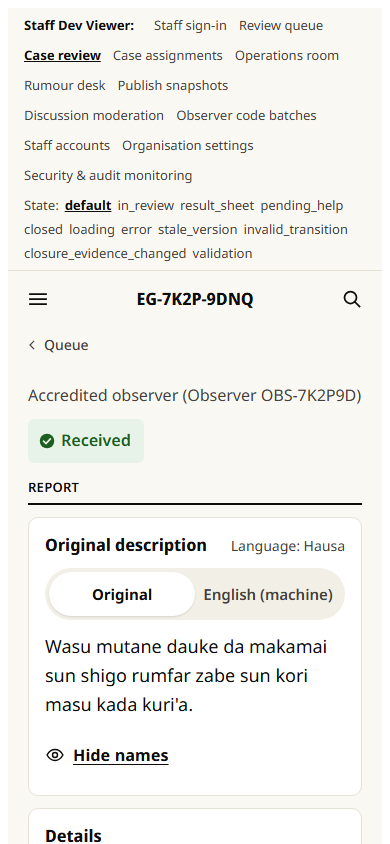 Staff Dev Viewer: Staff sign-in Review queue
Case review Case assignments Operations room
Rumour desk Publish snapshots
Discussion moderation Observer code batches
Staff accounts Organisation settings
Security & audit monitoring
State: default in_review result_sheet pending_help
closed loading error stale_version invalid_transition
closure_evidence_changed validation
EG-7K2P-9DNQ
Queue
Accredited observer (Observer OBS-7K2P9D)
Received
REPORT
Original description Language: Hausa
Original English (machine)
Wasu mutane dauke da makamai
sun shigo rumfar zabe sun kori
masu kada kuri'a.
Hide names
Details